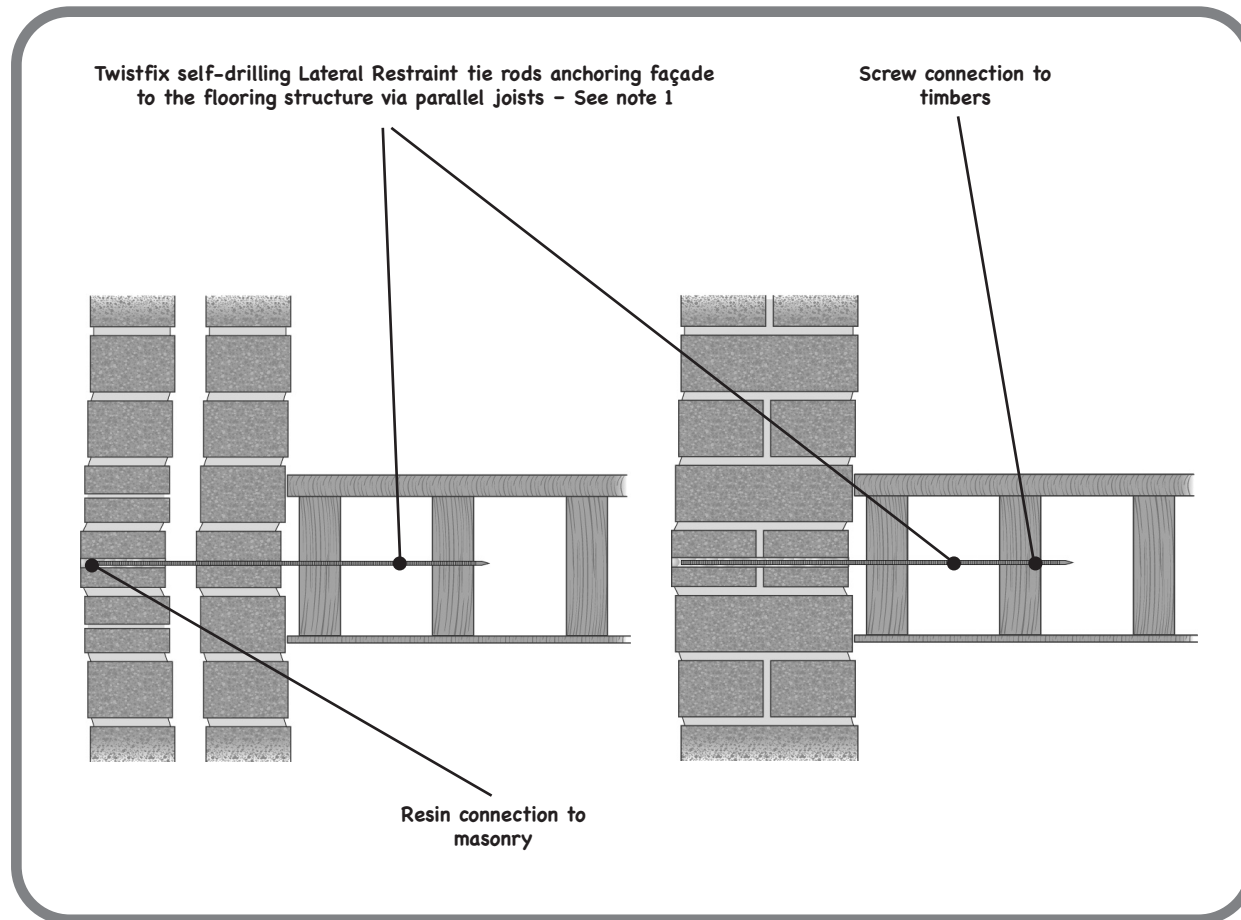 Twistfix self-drilling Lateral Restraint tie rods anchoring façade
to the flooring structure via parallel joists – See note 1
Screw connection to
timbers
Resin connection to
masonry